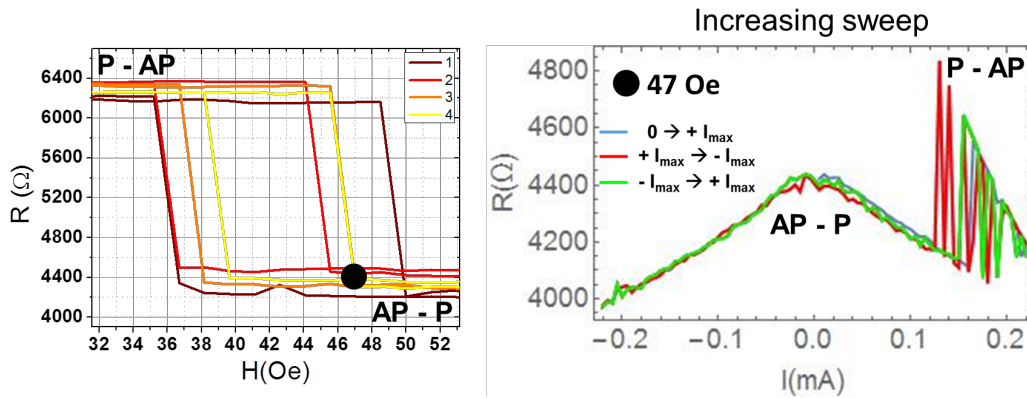 Increasing sweep
P - AP
1
2
3
4
AP - P
6400
6000
5600
5200
4800
4400
4000
R (Ω)
32 34 36 38 40 42 44 46 48 50 52
H(Oe)
47 Oe
P - AP
0 → + Imax
+ Imax → - Imax
- Imax → + Imax
AP - P
4800
4600
4400
4200
4000
R(Ω)
−0.2 −0.1 0.0 0.1 0.2
I(mA)